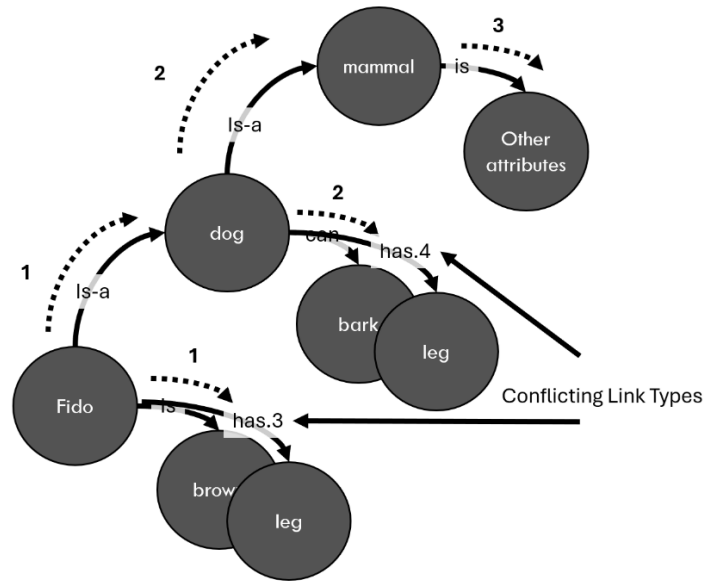 3
2
mammal
is
Other
attributes
Is-a
2
dog
can
has.4
1
Is-a
bark
leg
1
Conflicting Link Types
Fido
is
has.3
brow
leg